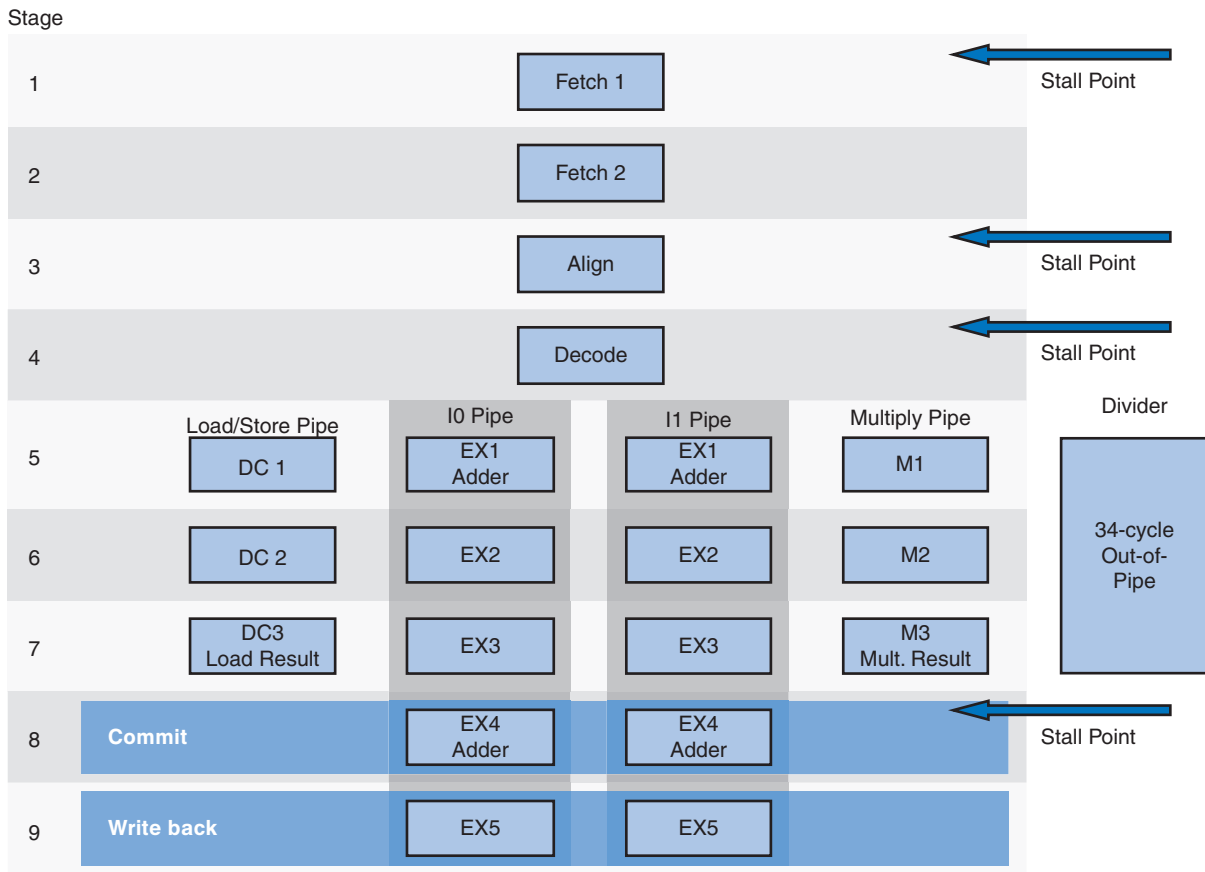 Stage
1
Fetch 1
Stall Point
2
Fetch 2
3
Align
Stall Point
4
Decode
Stall Point
Load/Store Pipe
I0 Pipe
I1 Pipe
Multiply Pipe
Divider
5
DC 1
EX1
Adder
EX1
Adder
M1
6
DC 2
EX2
EX2
M2
34-cycle
Out-of-
Pipe
7
DC3
Load Result
EX3
EX3
M3
Mult. Result
8
Commit
EX4
Adder
EX4
Adder
Stall Point
9
Write back
EX5
EX5